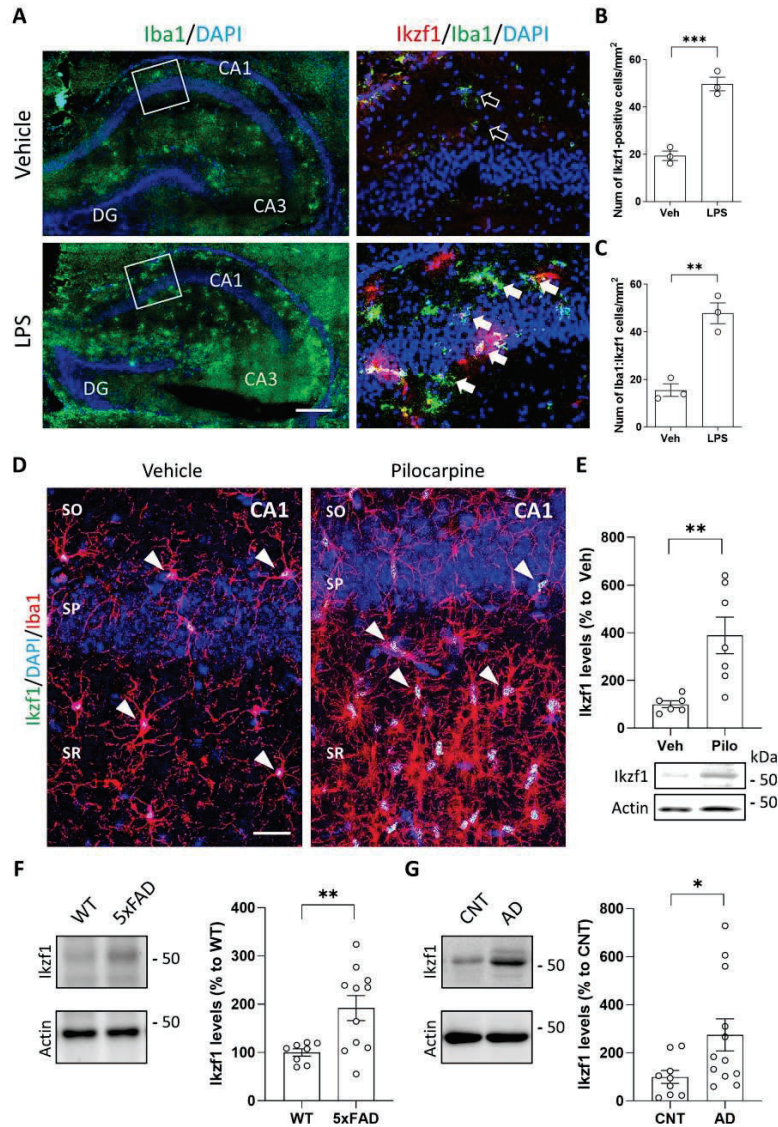 A
Iba1/DAPI
Ikzf1/Iba1/DAPI
Vehicle
CA1
DG
CA3
LPS
CA1
DG
CA3
B
***
Num of Ikzf1-positive cells/mm2
60
40
20
0
Veh LPS
C
**
Num of Iba1:Ikzf1 cells/mm2
60
40
20
0
Veh LPS
D
Vehicle Pilocarpine
Ikzf1/DAPI/Iba1
SO CA1
SP
SR
SO CA1
SP
SR
E
**
Ikzf1 levels (% to Veh)
800
600
400
200
0
Veh Pilo
kDa
Ikzf1 - 50
Actin - 50
F
WT 5xFAD
Ikzf1 - 50
Actin - 50
**
Ikzf1 levels (% to WT)
400
300
200
100
0
WT 5xFAD
G
CNT AD
Ikzf1 - 50
Actin - 50
*
Ikzf1 levels (% to CNT)
800
600
400
200
0
CNT AD